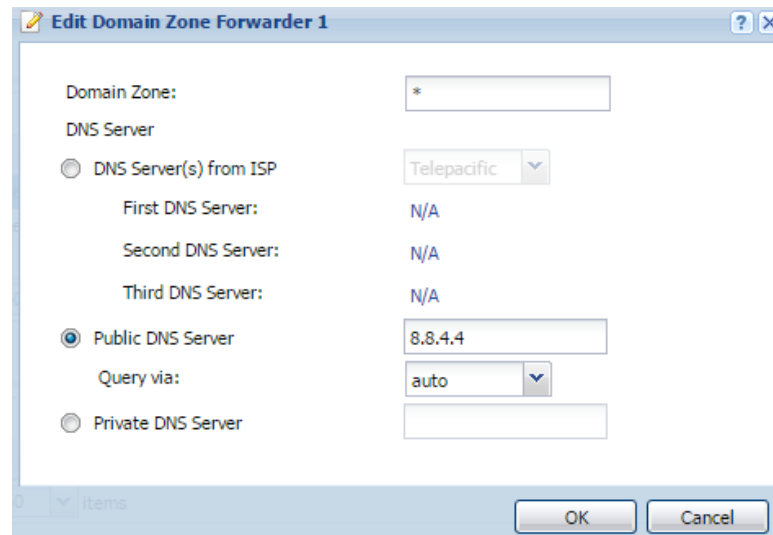 Edit Domain Zone Forwarder 1
?
Domain Zone: *
DNS Server
DNS Server(s) from ISP Telepacific
First DNS Server: N/A
Second DNS Server: N/A
Third DNS Server: N/A
Public DNS Server 8.8.4.4
Query via: auto
Private DNS Server
0 items
OK Cancel